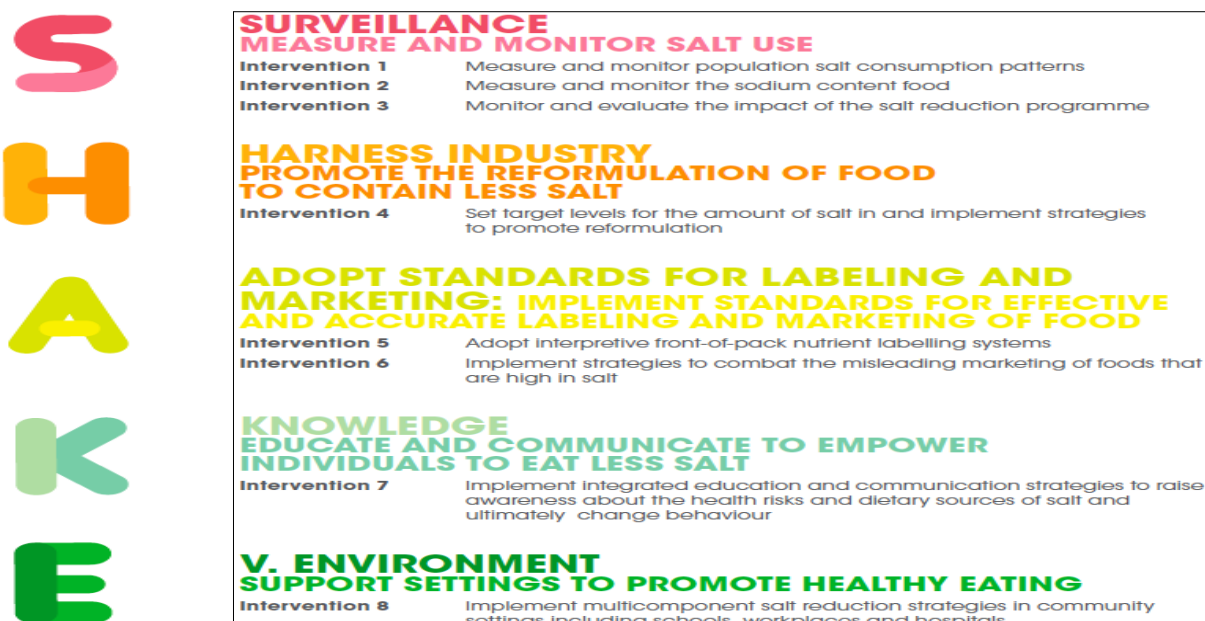 S
SURVEILLANCE
MEASURE AND MONITOR SALT USE
Intervention 1 Measure and monitor population salt consumption patterns
Intervention 2 Measure and monitor the sodium content food
Intervention 3 Monitor and evaluate the impact of the salt reduction programme
H
HARNESS INDUSTRY
PROMOTE THE REFORMULATION OF FOOD
TO CONTAIN LESS SALT
Intervention 4 Set target levels for the amount of salt in and implement strategies
to promote reformulation
A
ADOPT STANDARDS FOR LABELING AND
MARKETING: IMPLEMENT STANDARDS FOR EFFECTIVE
AND ACCURATE LABELING AND MARKETING OF FOOD
Intervention 5 Adopt interpretive front-of-pack nutrient labelling systems
Intervention 6 Implement strategies to combat the misleading marketing of foods that
are high in salt
K
KNOWLEDGE
EDUCATE AND COMMUNICATE TO EMPOWER
INDIVIDUALS TO EAT LESS SALT
Intervention 7 Implement integrated education and communication strategies to raise
awareness about the health risks and dietary sources of salt and
ultimately change behaviour
E
V. ENVIRONMENT
SUPPORT SETTINGS TO PROMOTE HEALTHY EATING
Intervention 8 Implement multicomponent salt reduction strategies in community
settings including schools, workplaces and hospitals